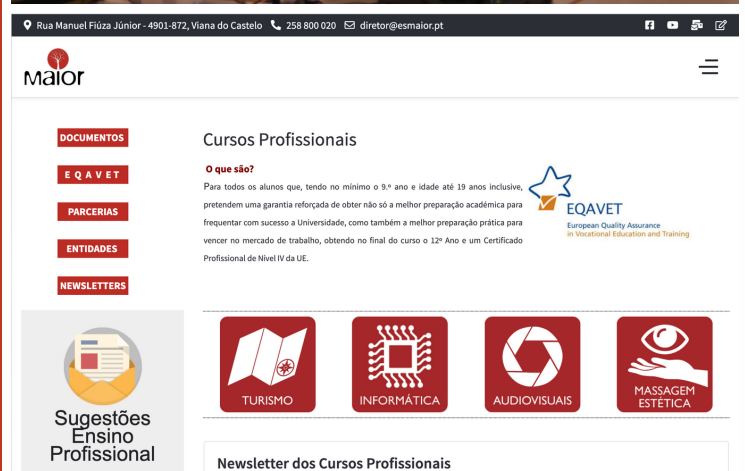 Rua Manuel Fiúza Júnior - 4901-872, Viana do Castelo 258 800 020 diretor@esmaior.pt
maior
DOCUMENTOS
E Q A V E T
PARCERIAS
ENTIDADES
NEWSLETTERS
Sugestões
Ensino
Profissional
Cursos Profissionais
O que são?
Para todos os alunos que, tendo no mínimo o 9.º ano e idade até 19 anos inclusive,
pretendem uma garantia reforçada de obter não só a melhor preparação académica para
frequentar com sucesso a Universidade, como também a melhor preparação prática para
vencer no mercado de trabalho, obtendo no final do curso o 12º Ano e um Certificado
Profissional de Nível IV da UE.
EQAVET
European Quality Assurance
in Vocational Education and Training
TURISMO
INFORMÁTICA
AUDIOVISUAIS
MASSAGEM
ESTÉTICA
Newsletter dos Cursos Profissionais